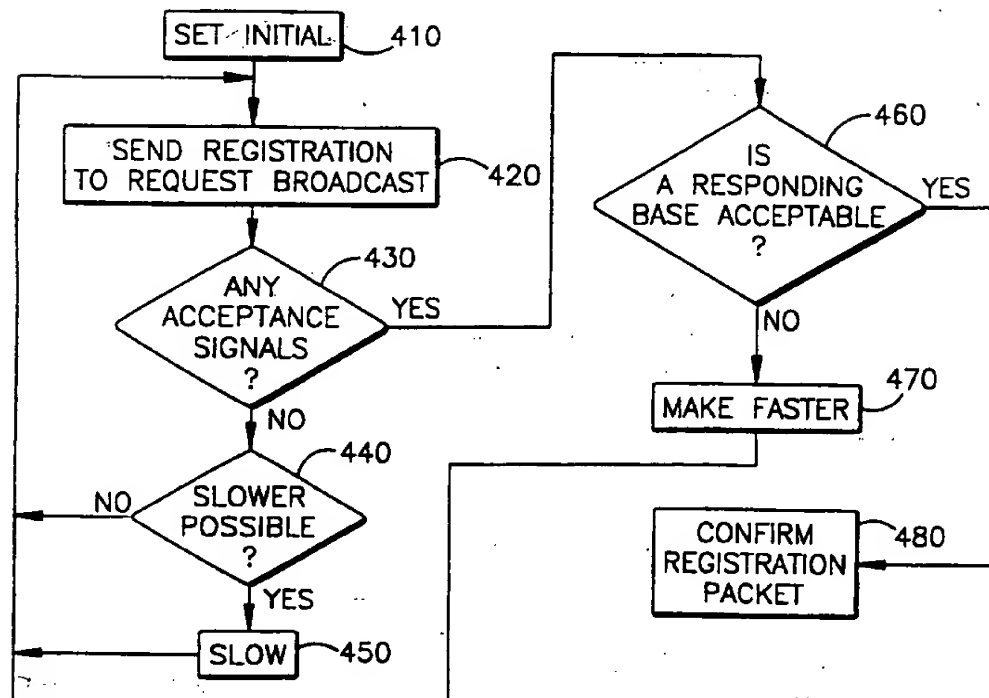 SET INITIAL
410
SEND REGISTRATION
TO REQUEST BROADCAST
420
430
ANY
ACCEPTANCE
SIGNALS
?
YES
NO
440
SLOWER
POSSIBLE
?
NO
YES
SLOW
450
460
IS
A RESPONDING
BASE ACCEPTABLE
?
YES
NO
470
MAKE FASTER
480
CONFIRM
REGISTRATION
PACKET